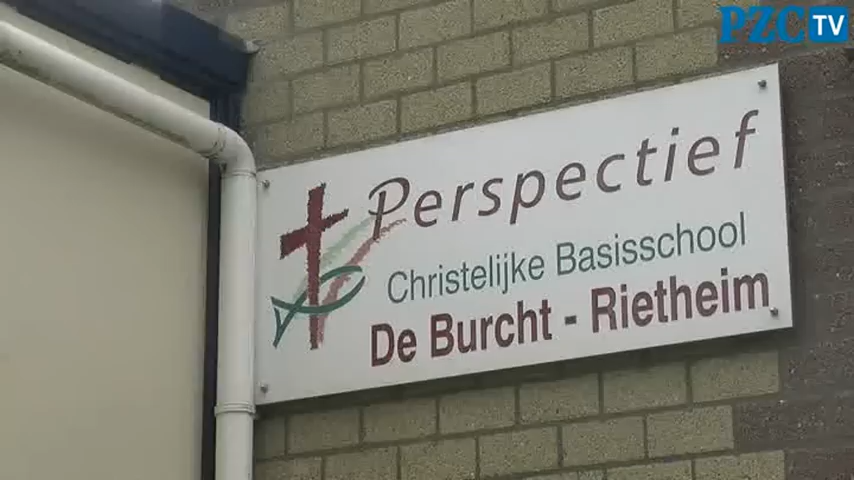 PZC TV
Perspectief
Christelijke Basisschool
De Burcht - Rietheim